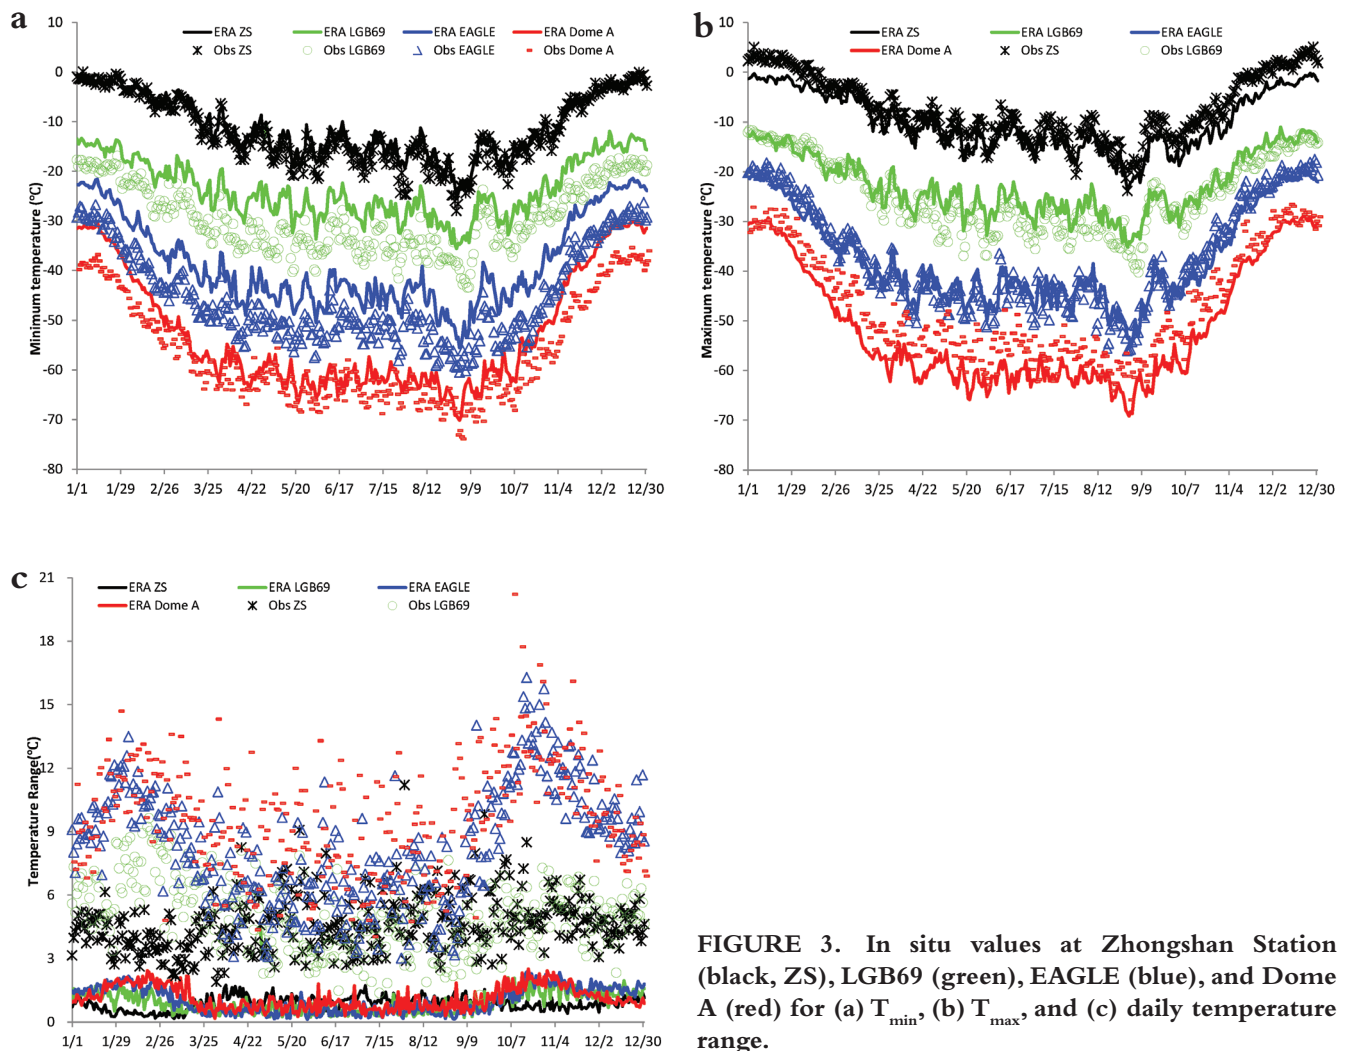 a
ERA ZS ERA LGB69 ERA EAGLE ERA Dome A
Obs ZS Obs LGB69 Obs EAGLE Obs Dome A
Minimum temperature (°C)
10
0
-10
-20
-30
-40
-50
-60
-70
-80
1/1 1/29 2/26 3/25 4/22 5/20 6/17 7/15 8/12 9/9 10/7 11/4 12/2 12/30
b
ERA ZS ERA LGB69 ERA EAGLE
ERA Dome A Obs ZS Obs LGB69
Maximum temperature (°C)
10
0
-10
-20
-30
-40
-50
-60
-70
-80
1/1 1/29 2/26 3/25 4/22 5/20 6/17 7/15 8/12 9/9 10/7 11/4 12/2 12/30
c
ERA ZS ERA LGB69 ERA EAGLE
ERA Dome A Obs ZS Obs LGB69
Temperature Range(°C)
21
18
15
12
9
6
3
0
1/1 1/29 2/26 3/25 4/22 5/20 6/17 7/15 8/12 9/9 10/7 11/4 12/2 12/30
FIGURE 3. In situ values at Zhongshan Station
(black, ZS), LGB69 (green), EAGLE (blue), and Dome
A (red) for (a) Tmin, (b) Tmax, and (c) daily temperature
range.